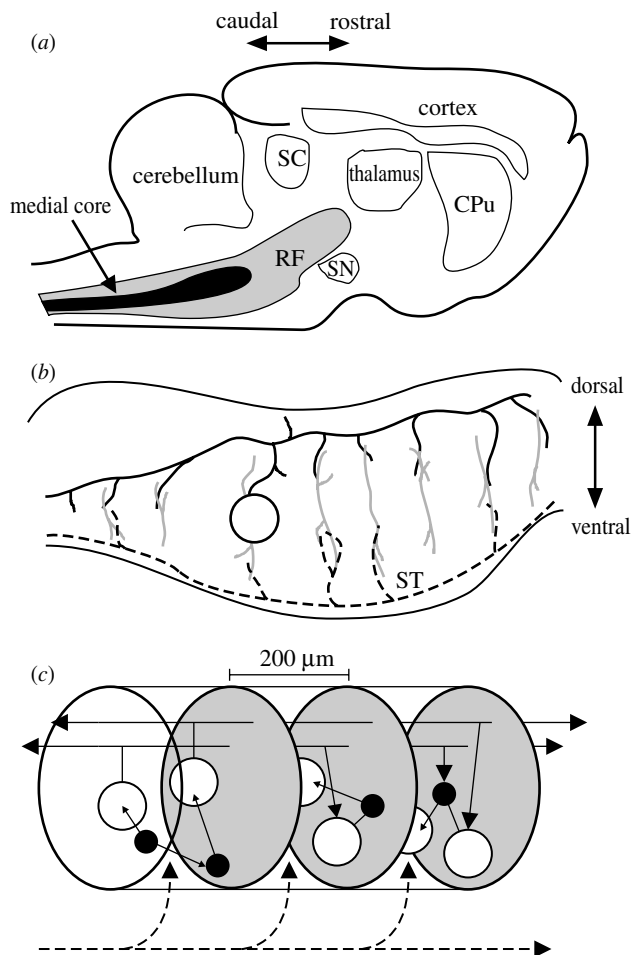 caudal rostral
(a)
cortex
SC
cerebellum
thalamus
medial core
CPu
RF
SN
(b)
dorsal
ventral
ST
200 µm
(c)